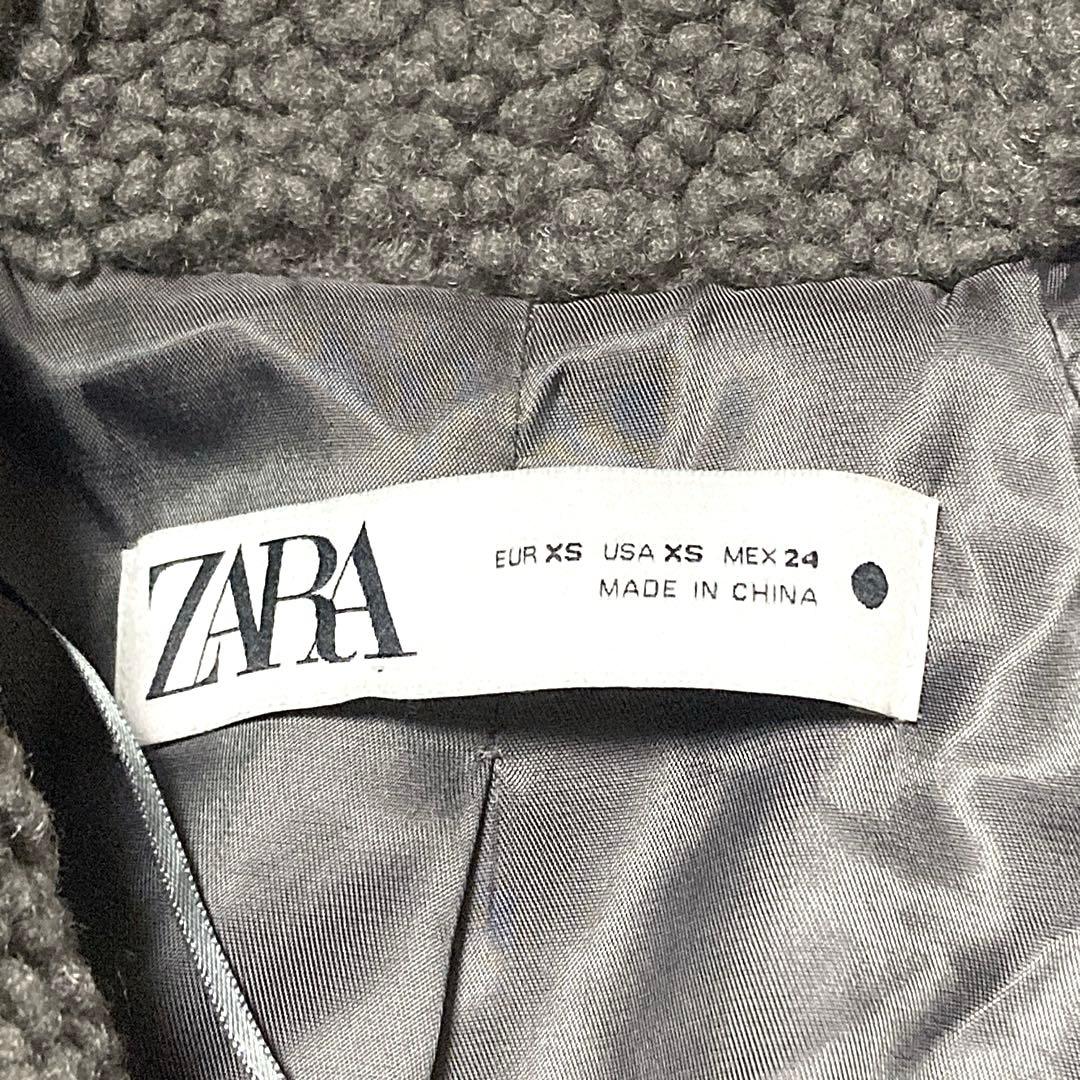 ZARA
EUR XS USA XS MEX 24
MADE IN CHINA